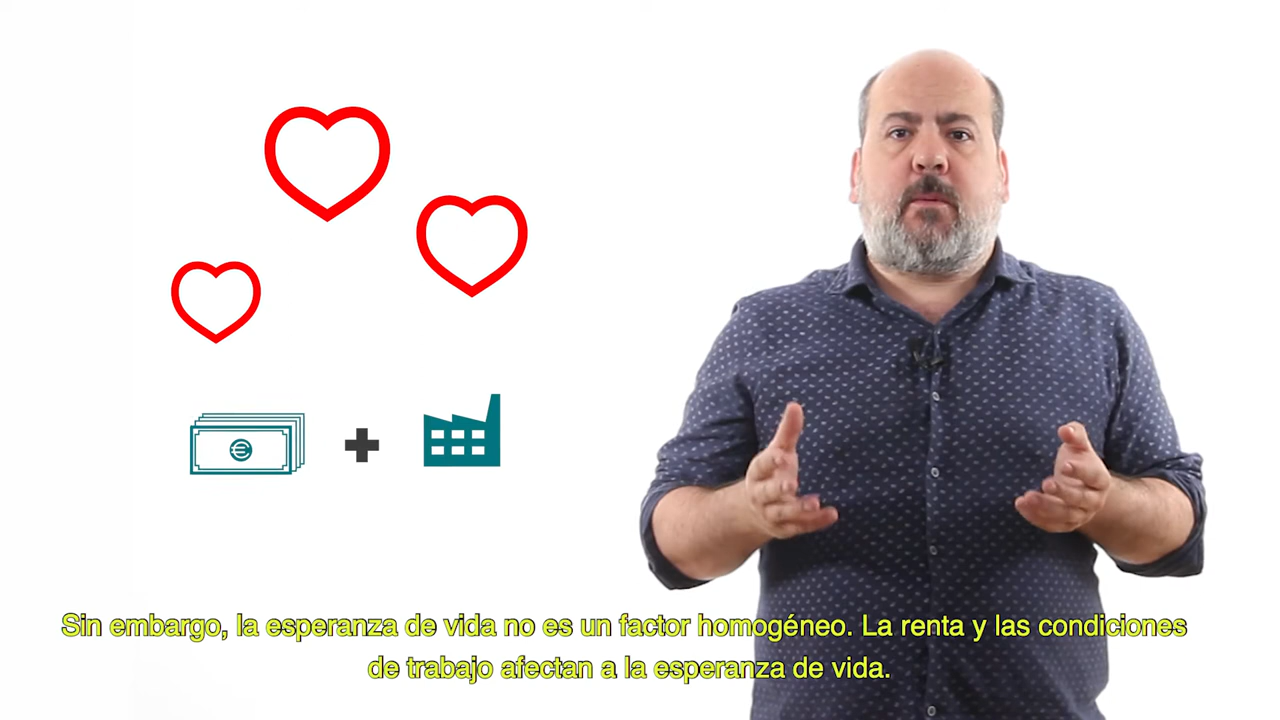 Sin embargo, la esperanza de vida no es un factor homogéneo. La renta y las condiciones
de trabajo afectan a la esperanza de vida.